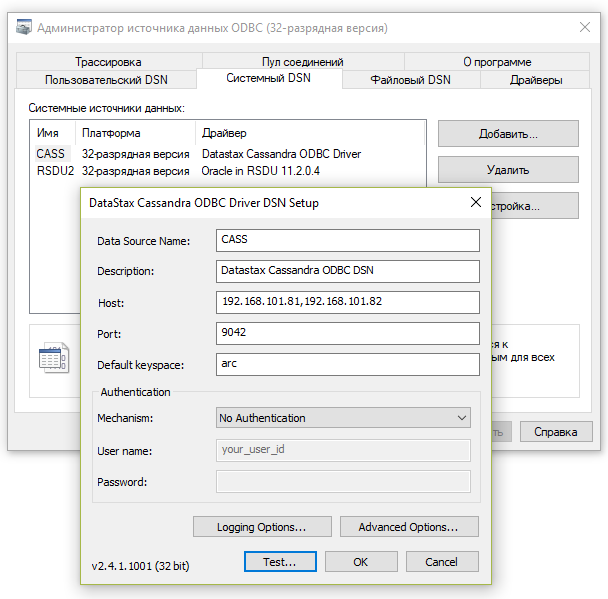 Администратор источника данных ODBC (32-разрядная версия)
Трассировка Пул соединений О программе
Пользовательский DSN Системный DSN Файловый DSN Драйверы
Системные источники данных:
Имя Платформа Драйвер
CASS 32-разрядная версия Datastax Cassandra ODBC Driver
RSDU2 32-разрядная версия Oracle in RSDU 11.2.0.4
Добавить...
Удалить
стройка...
DataStax Cassandra ODBC Driver DSN Setup
Data Source Name: CASS
Description: Datastax Cassandra ODBC DSN
Host: 192.168.101.81,192.168.101.82
Port: 9042
Default keyspace: arc
Authentication
Mechanism: No Authentication
User name: your_user_id
Password:
Logging Options... Advanced Options...
v2.4.1.1001 (32 bit) Test... OK Cancel
ся к
ым для всех
ть Справка